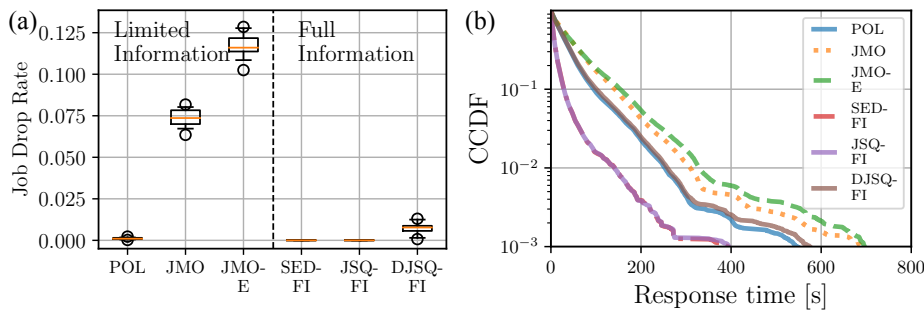 (a)
Limited
Information
Full
Information
Job Drop Rate
0.125
0.100
0.075
0.050
0.025
0.000
POL
JMO
JMO-
E
SED-
FI
JSQ-
FI
DJSQ-
FI
(b)
CCDF
10⁻¹
10⁻²
10⁻³
0
200
400
600
800
Response time [s]
POL
JMO
JMO-
E
SED-
FI
JSQ-
FI
DJSQ-
FI